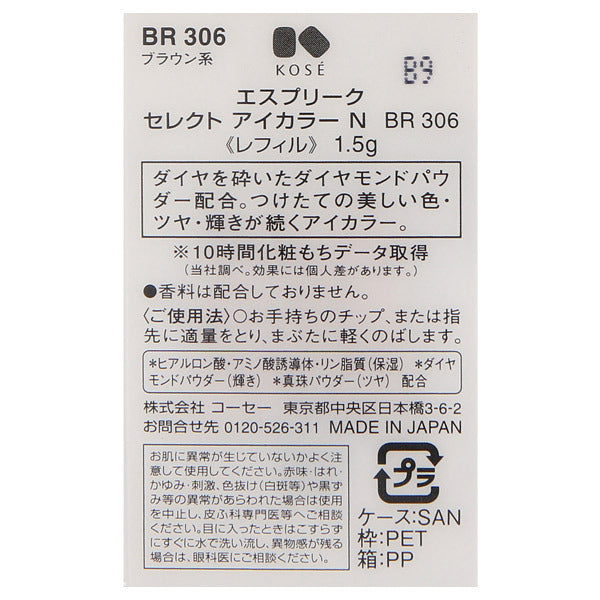 BR 306
ブラウン系
KOSÉ
B9
エスプリーク
セレクト アイカラー N BR 306
《レフィル》 1.5g
ダイヤを砕いたダイヤモンドパウ
ダー配合。つけたての美しい色・
ツヤ・輝きが続くアイカラー。
※10時間化粧もちデータ取得
(当社調べ。効果には個人差があります。)
●香料は配合しておりません。
〈ご使用法〉○お手持ちのチップ、または指
先に適量をとり、まぶたに軽くのばします。
*ヒアルロン酸・アミノ酸誘導体・リン脂質(保湿) *ダイヤ
モンドパウダー(輝き) *真珠パウダー(ツヤ) 配合
株式会社 コーセー 東京都中央区日本橋3-6-2
お問合せ先 0120-526-311 MADE IN JAPAN
お肌に異常が生じていないかよく注
意して使用してください。赤味・はれ・
かゆみ・刺激、色抜け(白斑等)や黒ず
み等の異常があらわれた場合は使用
を中止し、皮ふ科専門医等へご相談
ください。目に入ったときはこすらず
にすぐに水で洗い流し、異物感が残る
場合は、眼科医にご相談ください。
プラ
ケース:SAN
枠:PET
箱:PP